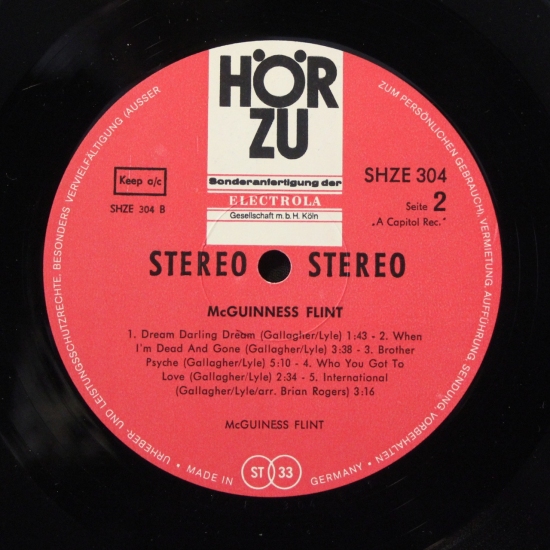 HÖR
ZU
Sonderanfertigung der
ELECTROLA
Gesellschaft m. b. H. Köln
Keep a/c
SHZE 304 B
SHZE 304
Seite 2
„A Capitol Rec."
STEREO STEREO
McGUINNESS FLINT
1. Dream Darling Dream (Gallagher/Lyle) 1:43 - 2. When
I'm Dead And Gone (Gallagher/Lyle) 3:38 - 3. Brother
Psyche (Gallagher/Lyle) 5:10 - 4. Who You Got To
Love (Gallagher/Lyle) 2:34 - 5. International
(Gallagher/Lyle/arr. Brian Rogers) 3:16
McGUINESS FLINT
URHEBER- UND LEISTUNGSSCHUTZRECHTE, BESONDERS VERVIELFÄLTIGUNG (AUSSER
ZUM PERSÖNLICHEN GEBRAUCH), VERMIETUNG, AUFFÜHRUNG, SENDUNG VORBEHALTEN
• MADE IN ST 33 GERMANY •